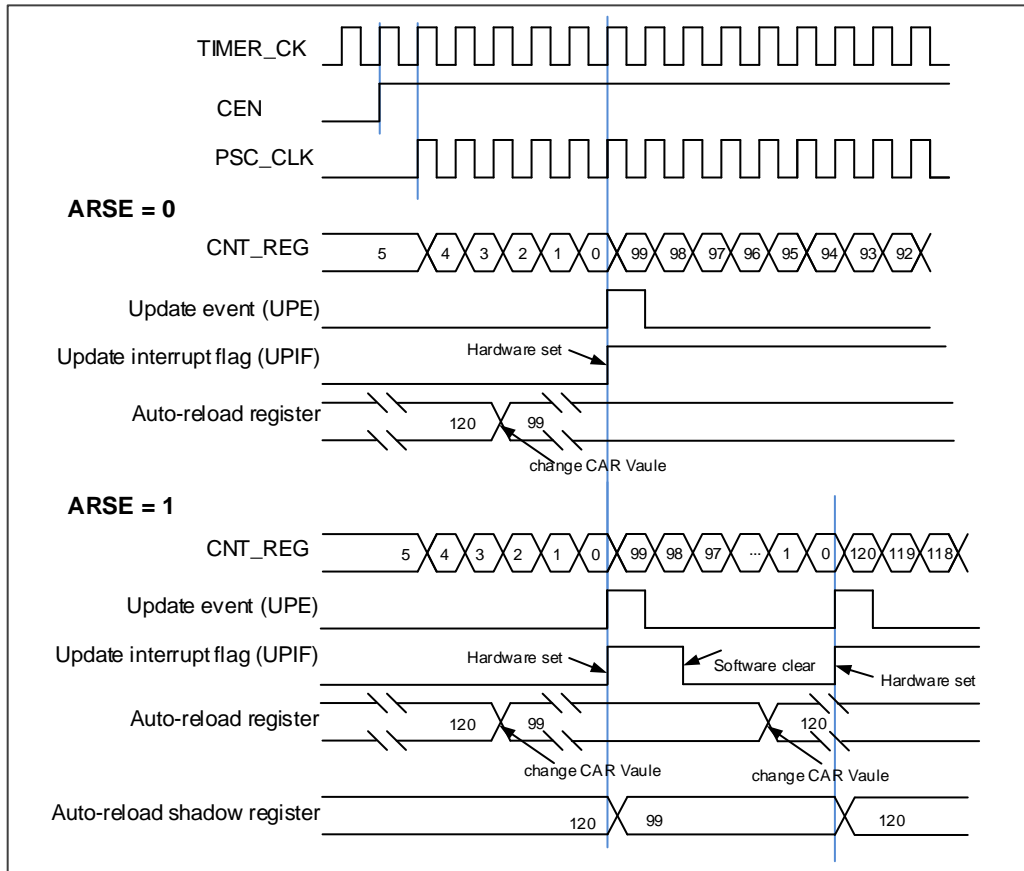 TIMER_CK
CEN
PSC_CLK
ARSE = 0
CNT_REG 5 4 3 2 1 0 99 98 97 96 95 94 93 92
Update event (UPE)
Update interrupt flag (UPIF) Hardware set
Auto-reload register 120 99
change CAR Vaule
ARSE = 1
CNT_REG 5 4 3 2 1 0 99 98 97 ... 1 0 120 119 118
Update event (UPE)
Update interrupt flag (UPIF) Hardware set Software clear Hardware set
Auto-reload register 120 99 120
change CAR Vaule change CAR Vaule
Auto-reload shadow register 120 99 120